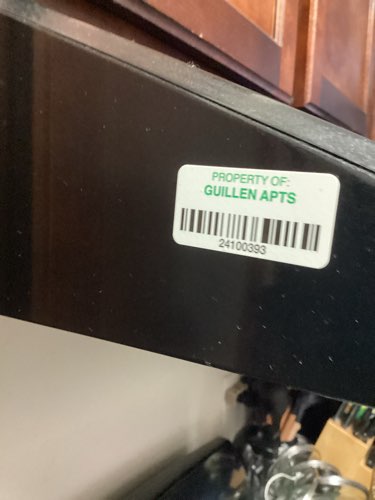 PROPERTY OF:
GUILLEN APTS
24100393